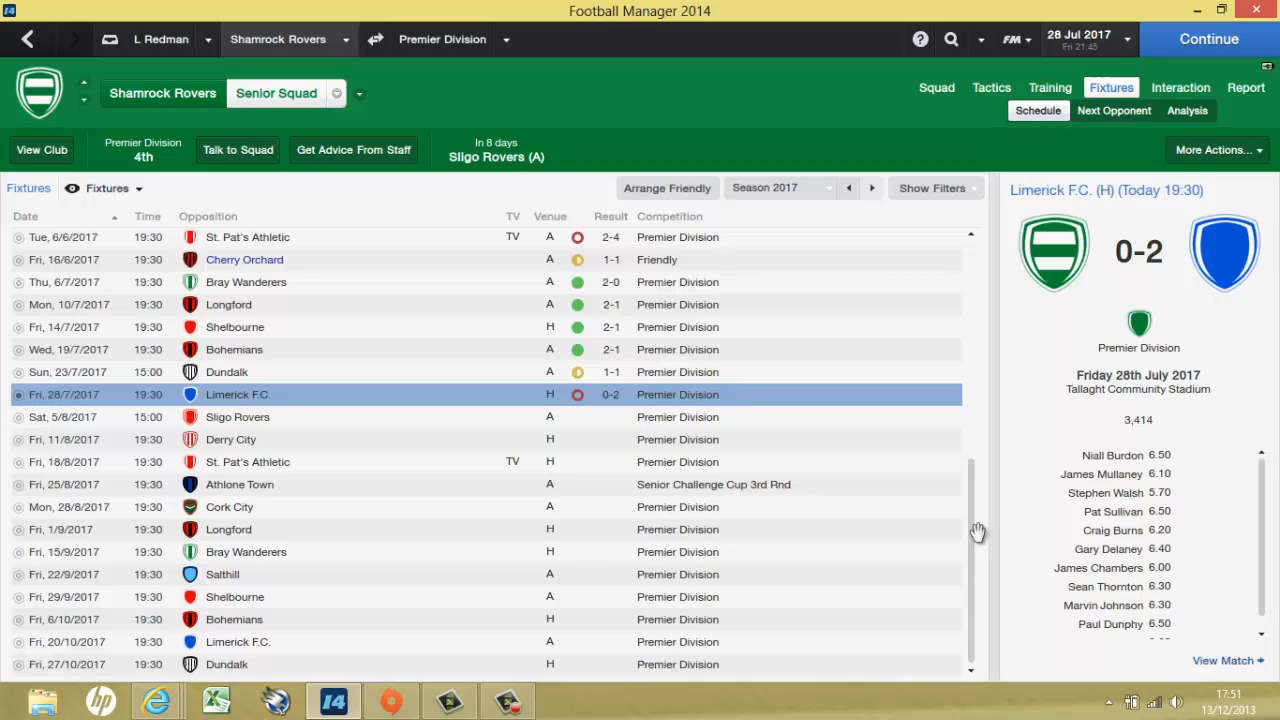 Football Manager 2014
L Redman Shamrock Rovers Premier Division FM 28 Jul 2017 Fri 21:45 Continue
Shamrock Rovers Senior Squad Squad Tactics Training Fixtures Interaction Report
Schedule Next Opponent Analysis
View Club Premier Division 4th Talk to Squad Get Advice From Staff In 8 days Sligo Rovers (A) More Actions...
Fixtures Fixtures Arrange Friendly Season 2017 Show Filters
Date Time Opposition TV Venue Result Competition
Tue, 6/6/2017 19:30 St. Pat's Athletic TV A 2-4 Premier Division
Fri, 16/6/2017 19:30 Cherry Orchard A 1-1 Friendly
Thu, 6/7/2017 19:30 Bray Wanderers A 2-0 Premier Division
Mon, 10/7/2017 19:30 Longford A 2-1 Premier Division
Fri, 14/7/2017 19:30 Shelbourne H 2-1 Premier Division
Wed, 19/7/2017 19:30 Bohemians A 2-1 Premier Division
Sun, 23/7/2017 15:00 Dundalk A 1-1 Premier Division
Fri, 28/7/2017 19:30 Limerick F.C. H 0-2 Premier Division
Sat, 5/8/2017 15:00 Sligo Rovers A Premier Division
Fri, 11/8/2017 19:30 Derry City H Premier Division
Fri, 18/8/2017 19:30 St. Pat's Athletic TV H Premier Division
Fri, 25/8/2017 19:30 Athlone Town A Senior Challenge Cup 3rd Rnd
Mon, 28/8/2017 19:30 Cork City A Premier Division
Fri, 1/9/2017 19:30 Longford H Premier Division
Fri, 15/9/2017 19:30 Bray Wanderers H Premier Division
Fri, 22/9/2017 19:30 Salthill A Premier Division
Fri, 29/9/2017 19:30 Shelbourne A Premier Division
Fri, 6/10/2017 19:30 Bohemians H Premier Division
Fri, 20/10/2017 19:30 Limerick F.C. A Premier Division
Fri, 27/10/2017 19:30 Dundalk H Premier Division
Limerick F.C. (H) (Today 19:30)
0-2
Premier Division
Friday 28th July 2017
Tallaght Community Stadium
3,414
Niall Burdon 6.50
James Mullaney 6.10
Stephen Walsh 5.70
Pat Sullivan 6.50
Craig Burns 6.20
Gary Delaney 6.40
James Chambers 6.00
Sean Thornton 6.30
Marvin Johnson 6.30
Paul Dunphy 6.50
View Match
hp 14 17:51
13/12/2013